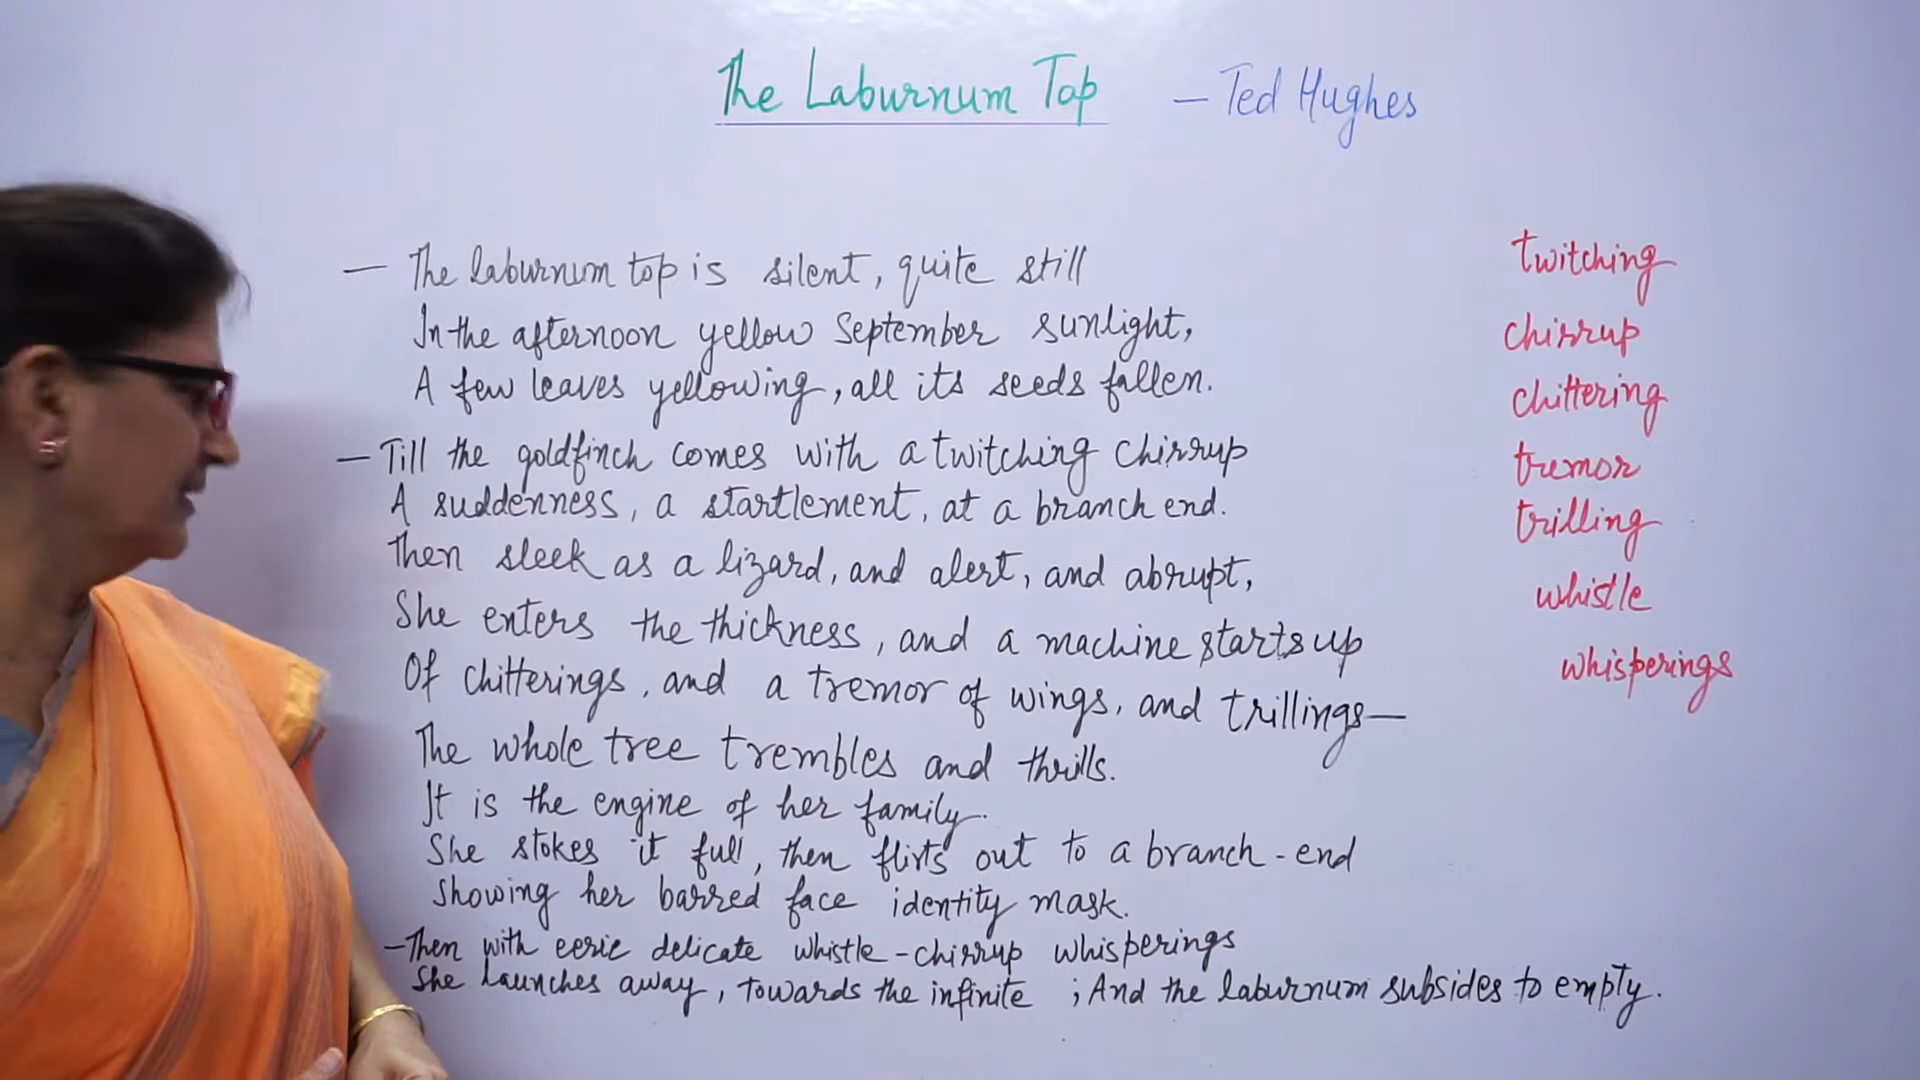 The Laburnum Top — Ted Hughes
— The laburnum top is silent, quite still
In the afternoon yellow September sunlight,
A few leaves yellowing, all its seeds fallen.
— Till the goldfinch comes with a twitching chirrup
A suddenness, a startlement, at a branch end.
Then sleek as a lizard, and alert, and abrupt,
She enters the thickness, and a machine starts up
Of chitterings, and a tremor of wings, and trillings—
The whole tree trembles and thrills.
It is the engine of her family.
She stokes it full, then flirts out to a branch-end
Showing her barred face identity mask.
— Then with eerie delicate whistle-chirrup whisperings
She launches away, towards the infinite ; And the laburnum subsides to empty.
twitching
chirrup
chittering
tremor
trilling
whistle
whisperings